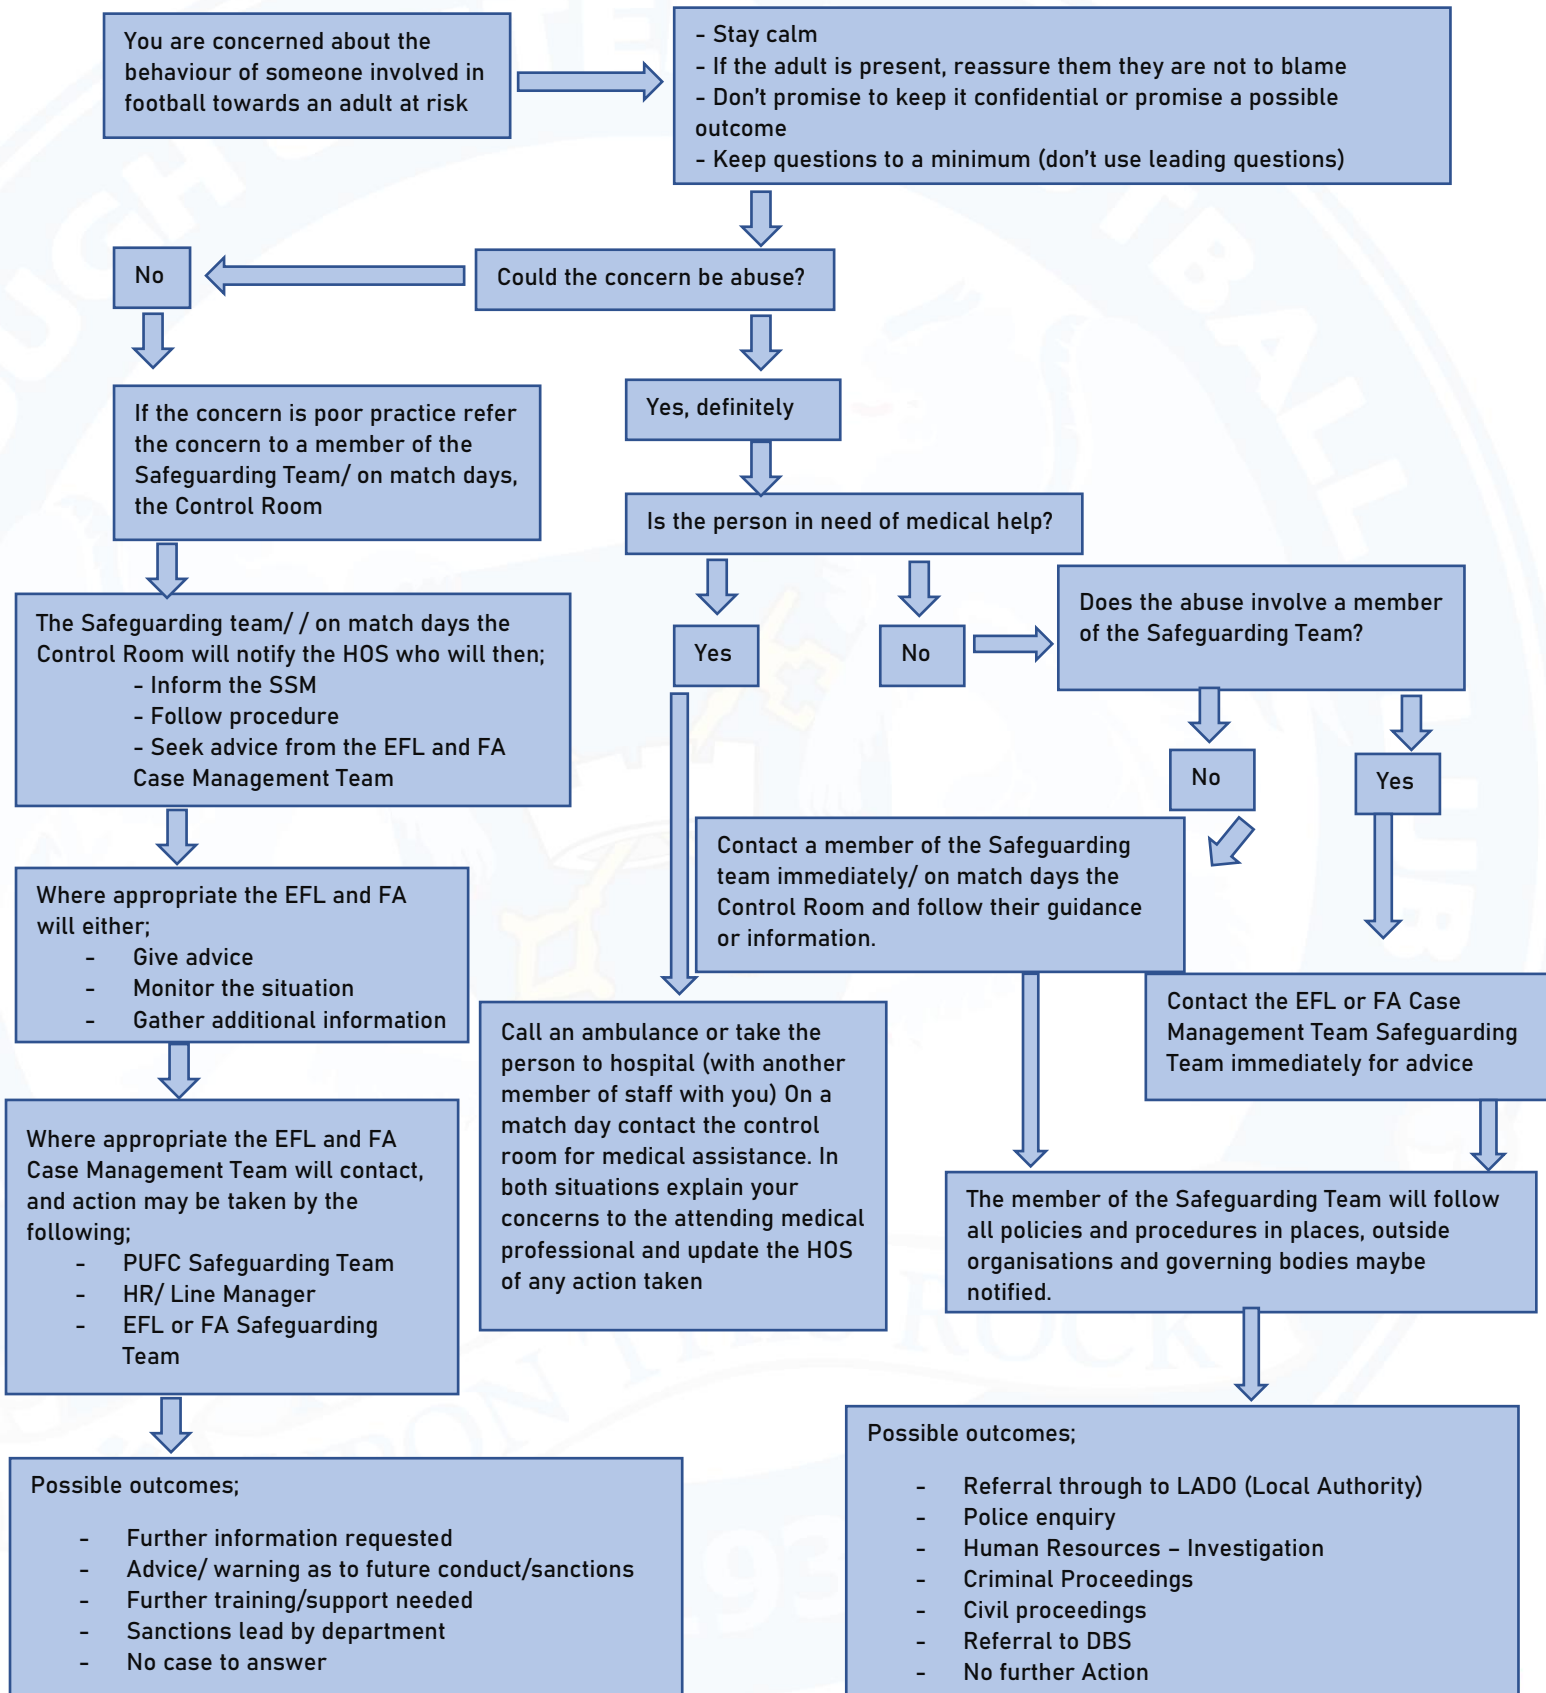 You are concerned about the
behaviour of someone involved in
football towards an adult at risk
- Stay calm
- If the adult is present, reassure them they are not to blame
- Don't promise to keep it confidential or promise a possible
outcome
- Keep questions to a minimum (don't use leading questions)
No
Could the concern be abuse?
If the concern is poor practice refer
the concern to a member of the
Safeguarding Team/ on match days,
the Control Room
Yes, definitely
Is the person in need of medical help?
The Safeguarding team/ / on match days the
Control Room will notify the HOS who will then;
- Inform the SSM
- Follow procedure
- Seek advice from the EFL and FA
Case Management Team
Yes
No
Does the abuse involve a member
of the Safeguarding Team?
No
Yes
Where appropriate the EFL and FA
will either;
- Give advice
- Monitor the situation
- Gather additional information
Contact a member of the Safeguarding
team immediately/ on match days the
Control Room and follow their guidance
or information.
Call an ambulance or take the
person to hospital (with another
member of staff with you) On a
match day contact the control
room for medical assistance. In
both situations explain your
concerns to the attending medical
professional and update the HOS
of any action taken
Contact the EFL or FA Case
Management Team Safeguarding
Team immediately for advice
Where appropriate the EFL and FA
Case Management Team will contact,
and action may be taken by the
following;
- PUFC Safeguarding Team
- HR/ Line Manager
- EFL or FA Safeguarding
Team
The member of the Safeguarding Team will follow
all policies and procedures in places, outside
organisations and governing bodies maybe
notified.
Possible outcomes;
- Further information requested
- Advice/ warning as to future conduct/sanctions
- Further training/support needed
- Sanctions lead by department
- No case to answer
Possible outcomes;
- Referral through to LADO (Local Authority)
- Police enquiry
- Human Resources – Investigation
- Criminal Proceedings
- Civil proceedings
- Referral to DBS
- No further Action